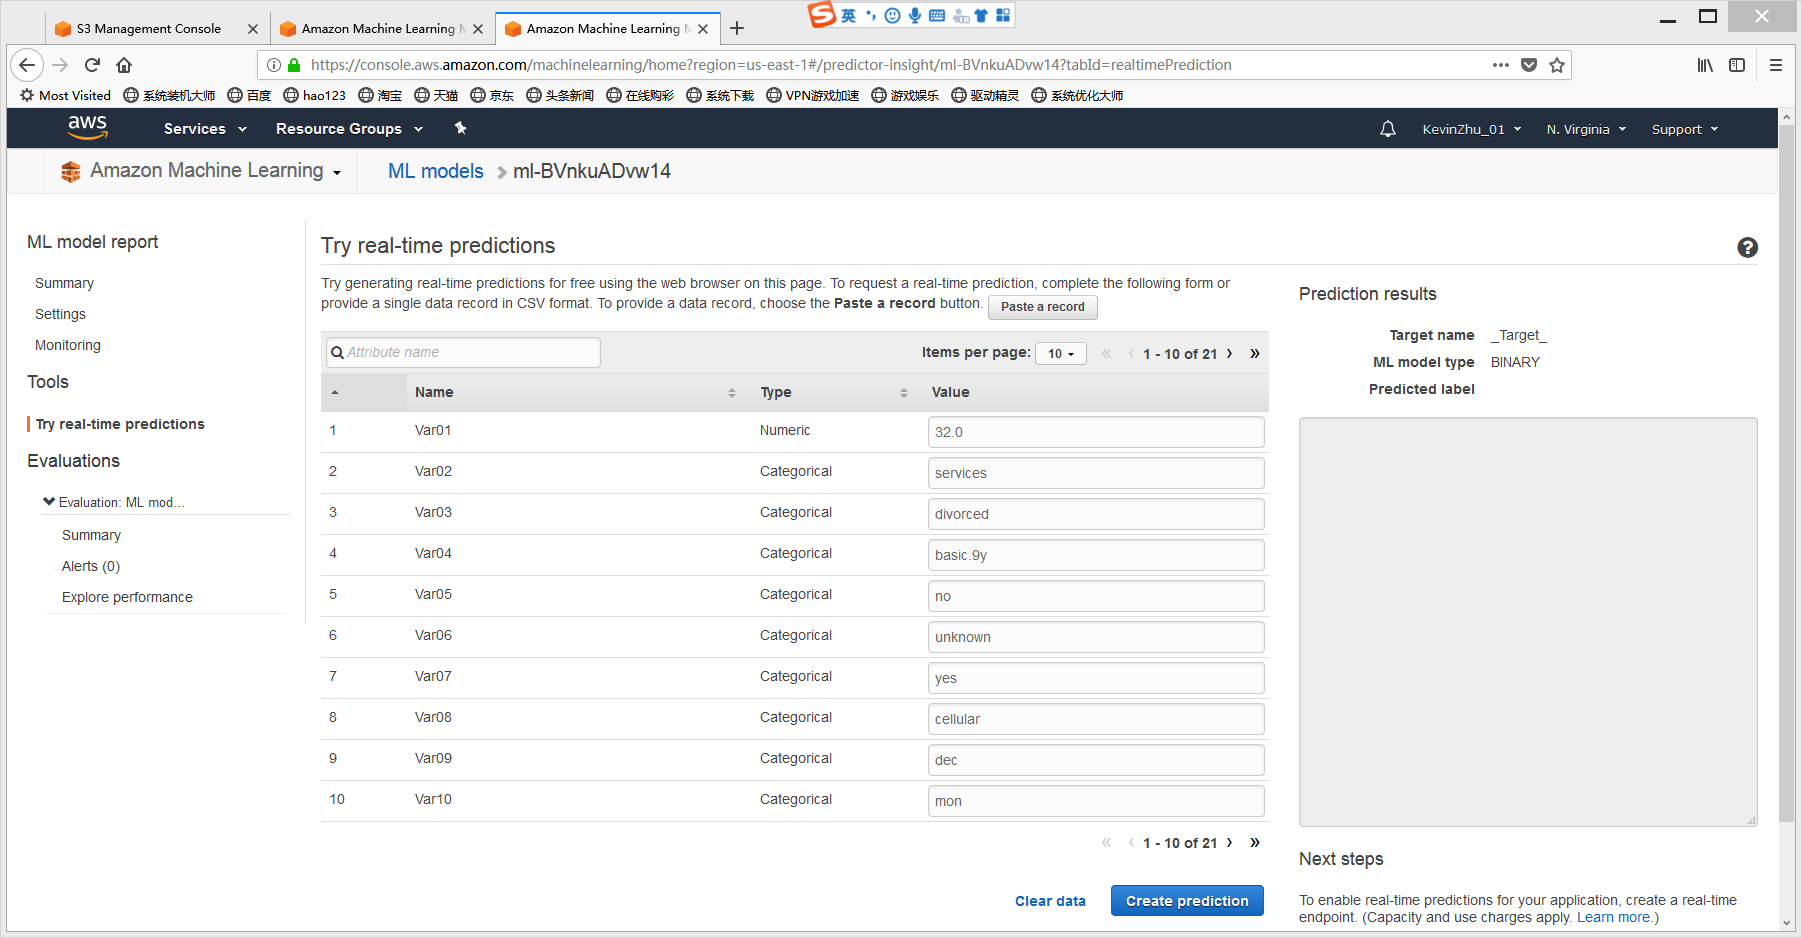 英
S3 Management Console
Amazon Machine Learning
Amazon Machine Learning
https://console.aws.amazon.com/machinelearning/home?region=us-east-1#/predictor-insight/ml-BVnkuADvw14?tabId=realtimePrediction
Most Visited 系统装机大师 百度 hao123 淘宝 天猫 京东 头条新闻 在线购彩 系统下载 VPN游戏加速 游戏娱乐 驱动精灵 系统优化大师
aws Services Resource Groups KevinZhu_01 N. Virginia Support
Amazon Machine Learning ML models ml-BVnkuADvw14
ML model report
Summary
Settings
Monitoring
Tools
Try real-time predictions
Evaluations
Evaluation: ML mod...
Summary
Alerts (0)
Explore performance
Try real-time predictions
Try generating real-time predictions for free using the web browser on this page. To request a real-time prediction, complete the following form or
provide a single data record in CSV format. To provide a data record, choose the Paste a record button. Paste a record
Attribute name Items per page: 10 « ‹ 1 - 10 of 21 › »
Name Type Value
1 Var01 Numeric 32.0
2 Var02 Categorical services
3 Var03 Categorical divorced
4 Var04 Categorical basic.9y
5 Var05 Categorical no
6 Var06 Categorical unknown
7 Var07 Categorical yes
8 Var08 Categorical cellular
9 Var09 Categorical dec
10 Var10 Categorical mon
« ‹ 1 - 10 of 21 › »
Clear data Create prediction
?
Prediction results
Target name _Target_
ML model type BINARY
Predicted label
Next steps
To enable real-time predictions for your application, create a real-time
endpoint. (Capacity and use charges apply. Learn more.)